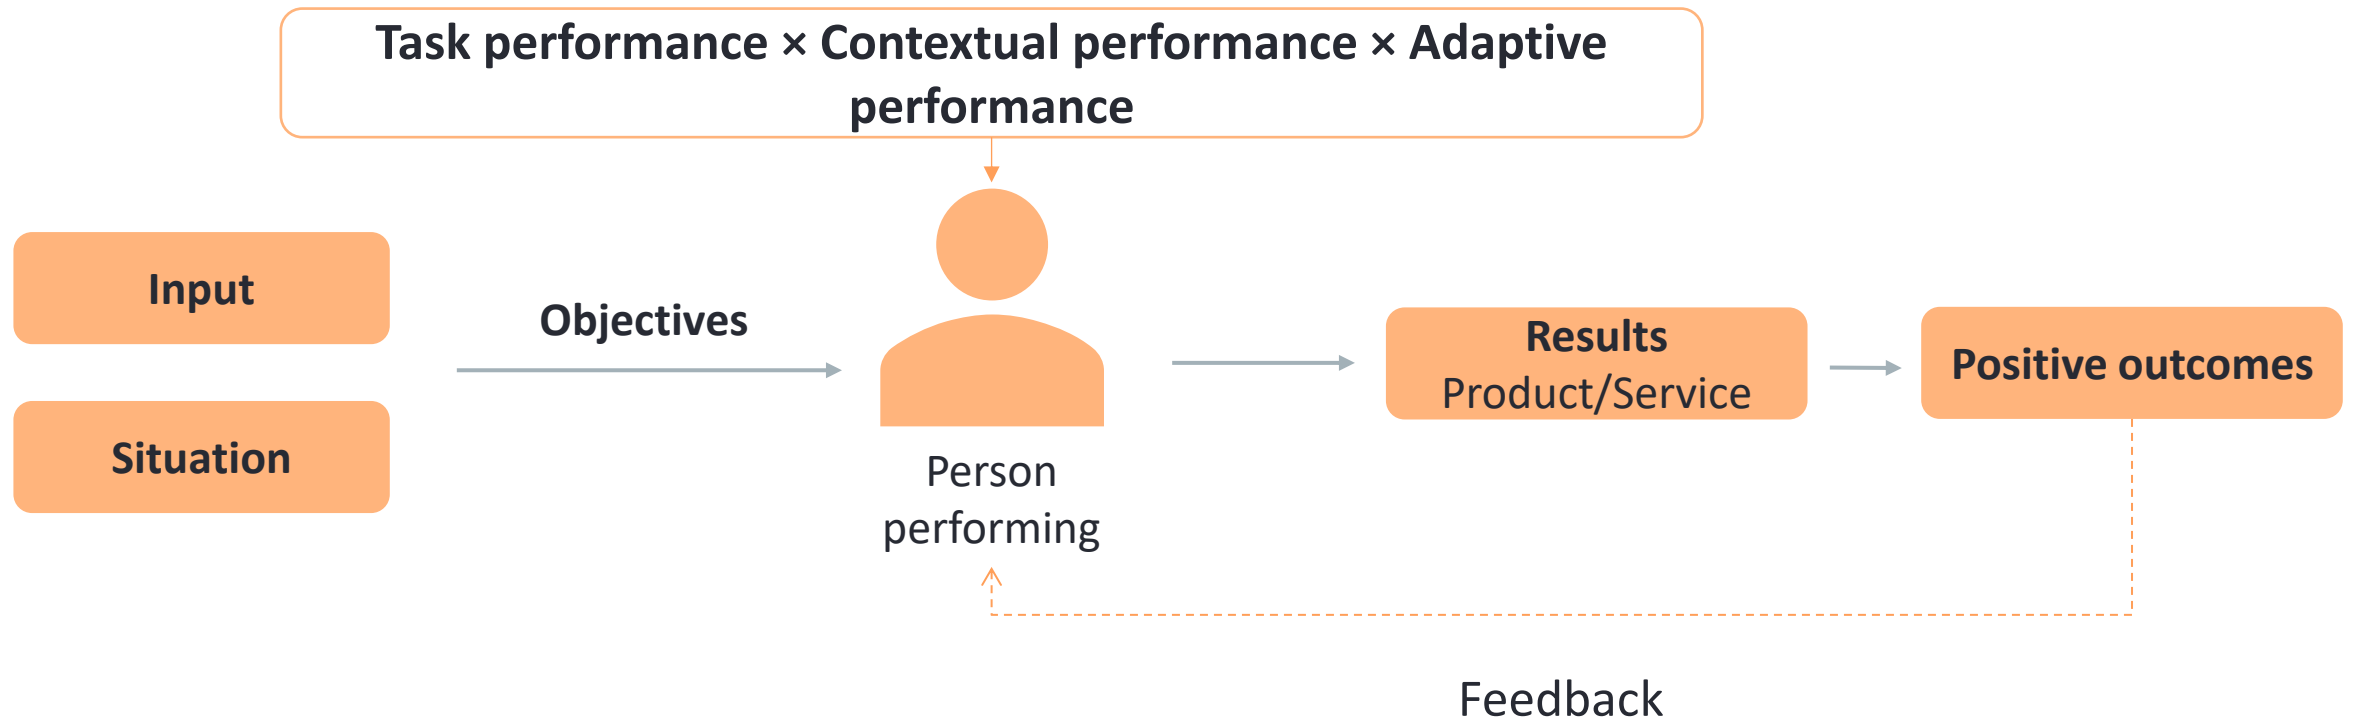 Task performance × Contextual performance × Adaptive
performance
Input
Situation
Objectives
Person
performing
Results
Product/Service
Positive outcomes
Feedback